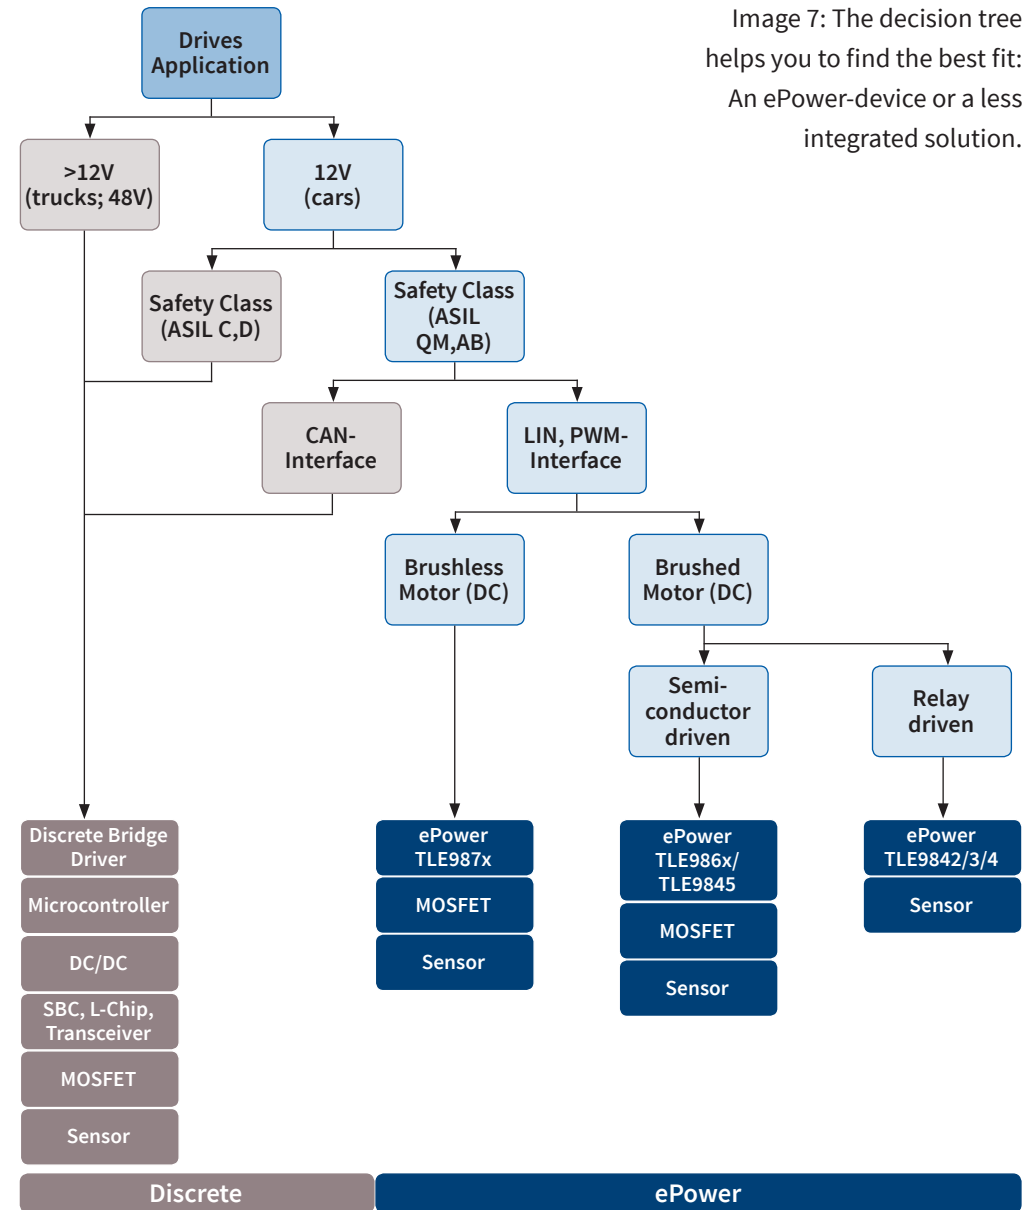 Image 7: The decision tree
helps you to find the best fit:
An ePower-device or a less
integrated solution.
Drives
Application
>12V
(trucks; 48V)
12V
(cars)
Safety Class
(ASIL C,D)
Safety Class
(ASIL
QM,AB)
CAN-
Interface
LIN, PWM-
Interface
Brushless
Motor (DC)
Brushed
Motor (DC)
Semi-
conductor
driven
Relay
driven
Discrete Bridge
Driver
Microcontroller
DC/DC
SBC, L-Chip,
Transceiver
MOSFET
Sensor
ePower
TLE987x
MOSFET
Sensor
ePower
TLE986x/
TLE9845
MOSFET
Sensor
ePower
TLE9842/3/4
Sensor
Discrete
ePower